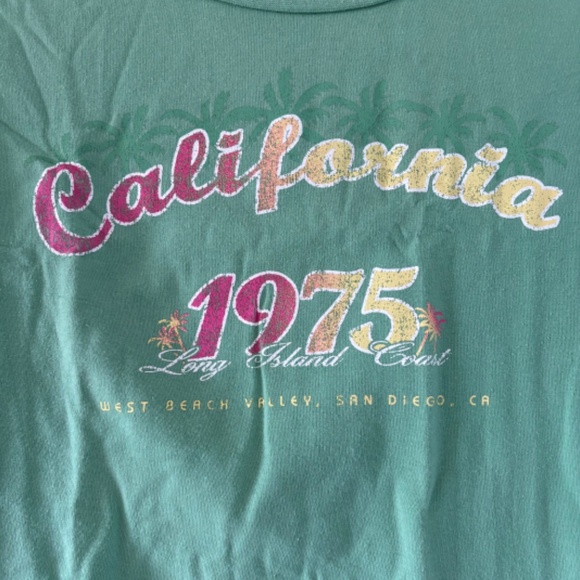 California
1975
Long Island Coast
WEST BEACH VALLEY, SAN DIEGO, CA